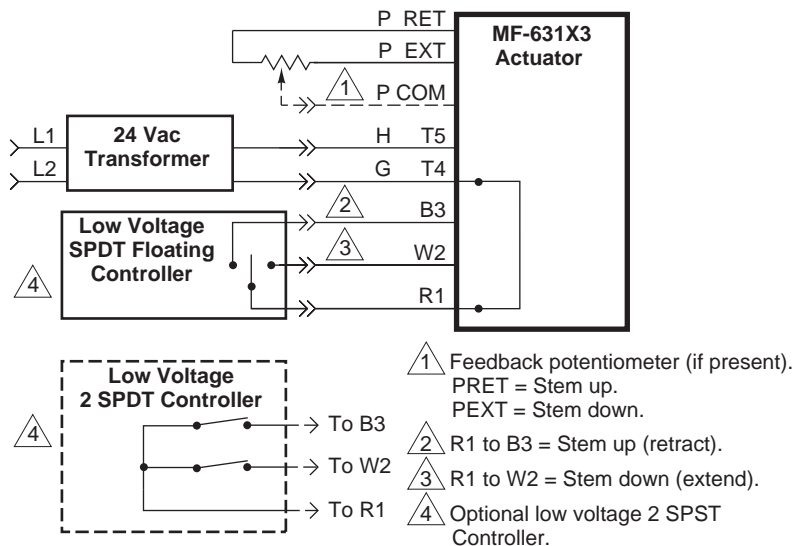 P RET
P EXT
1
P COM
MF-631X3
Actuator
L1
L2
24 Vac
Transformer
H T5
G T4
2
B3
3
W2
R1
4
Low Voltage
SPDT Floating
Controller
4
Low Voltage
2 SPDT Controller
To B3
To W2
To R1
1 Feedback potentiometer (if present).
PRET = Stem up.
PEXT = Stem down.
2 R1 to B3 = Stem up (retract).
3 R1 to W2 = Stem down (extend).
4 Optional low voltage 2 SPST
Controller.